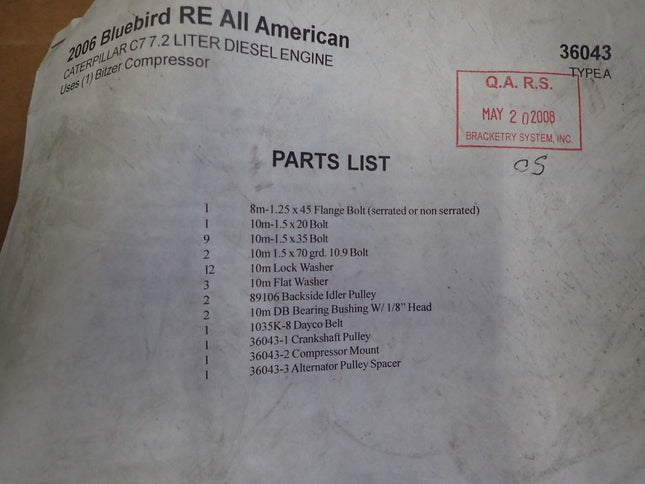 2006 Bluebird RE All American
CATERPILLAR C7 7.2 LITER DIESEL ENGINE
Uses (1) Bitzer Compressor
36043
TYPE A
Q.A. R.S.
MAY 20 2008
BRACKETRY SYSTEM, INC.
OS
PARTS LIST
1 8m-1.25 x 45 Flange Bolt (serrated or non serrated)
1 10m-1.5 x 20 Bolt
9 10m-1.5 x 35 Bolt
2 10m 1.5 x 70 grd. 10.9 Bolt
12 10m Lock Washer
3 10m Flat Washer
2 89106 Backside Idler Pulley
2 10m DB Bearing Bushing W/ 1/8" Head
1 1035K-8 Dayco Belt
1 36043-1 Crankshaft Pulley
1 36043-2 Compressor Mount
1 36043-3 Alternator Pulley Spacer